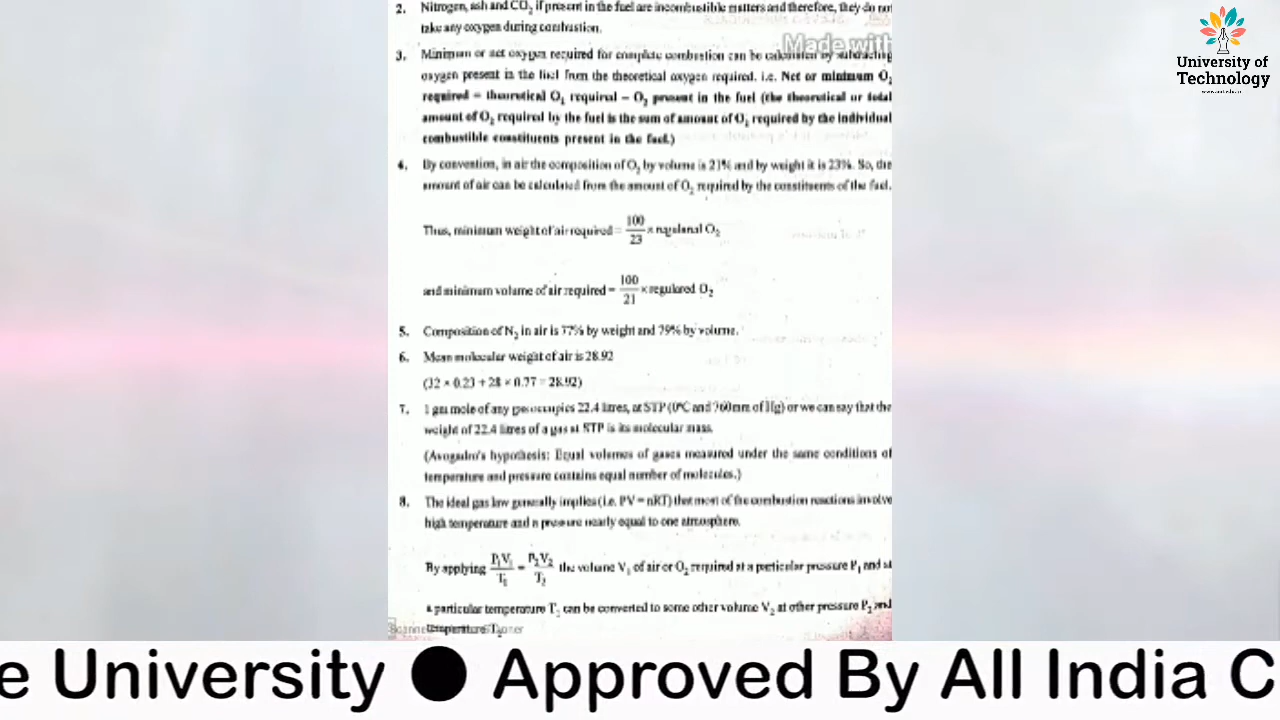 2. Nitrogen, ash and CO2 if present in the fuel are incombustible matters and therefore, they do not
take any oxygen during combustion.
Made with
3. Minimum or net oxygen required for complete combustion can be calculated by subtracting
oxygen present in the fuel from the theoretical oxygen required. i.e. Net or minimum O2
required = theoretical O2 required – O2 present in the fuel (the theoretical or total
amount of O2 required by the fuel is the sum of amount of O2 required by the individual
combustible constituents present in the fuel.)
4. By convention, in air the composition of O2 by volume is 21% and by weight it is 23%. So, the
amount of air can be calculated from the amount of O2 required by the constituents of the fuel.
Thus, minimum weight of air required = 100/23 × required O2
and minimum volume of air required = 100/21 × required O2
5. Composition of N2 in air is 77% by weight and 79% by volume.
6. Mean molecular weight of air is 28.92
(32 × 0.23 + 28 × 0.77 = 28.92)
7. 1 gm mole of any gas occupies 22.4 litres, at STP (0°C and 760mm of Hg) or we can say that the
weight of 22.4 litres of a gas at STP is its molecular mass.
(Avogadro's hypothesis: Equal volumes of gases measured under the same conditions of
temperature and pressure contains equal number of molecules.)
8. The ideal gas law generally implies (i.e. PV = nRT) that most of the combustion reactions involve
high temperature and a pressure nearly equal to one atmosphere.
By applying P1V1/T1 = P2V2/T2 the volume V1 of air or O2 required at a particular pressure P1 and at
a particular temperature T1 can be converted to some other volume V2 at other pressure P2 and
temperature T2
University of
Technology
e University ● Approved By All India C